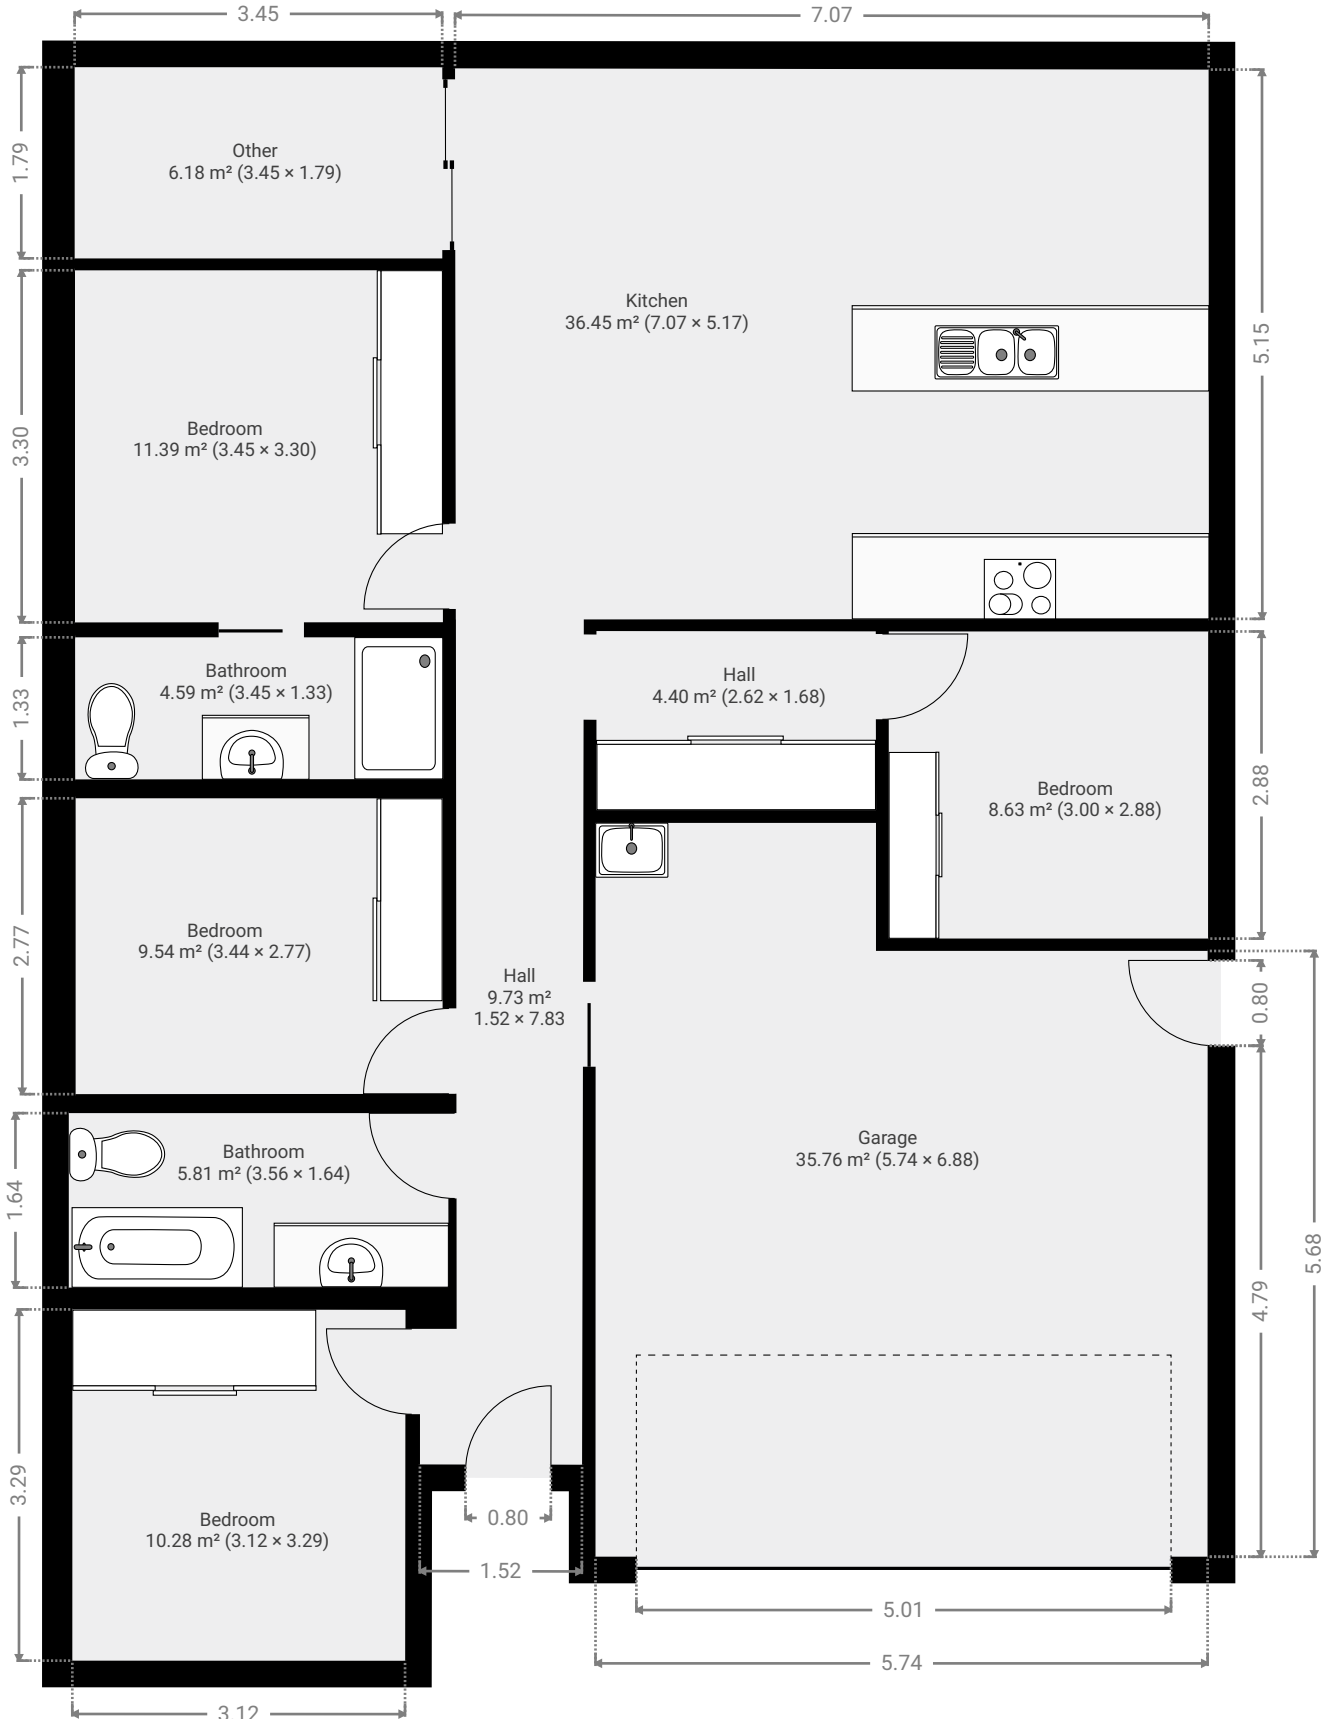 3.45
7.07
1.79
Other
6.18 m² (3.45 × 1.79)
Kitchen
36.45 m² (7.07 × 5.17)
5.15
3.30
Bedroom
11.39 m² (3.45 × 3.30)
1.33
Bathroom
4.59 m² (3.45 × 1.33)
Hall
4.40 m² (2.62 × 1.68)
Bedroom
8.63 m² (3.00 × 2.88)
2.88
2.77
Bedroom
9.54 m² (3.44 × 2.77)
Hall
9.73 m²
1.52 × 7.83
0.80
1.64
Bathroom
5.81 m² (3.56 × 1.64)
Garage
35.76 m² (5.74 × 6.88)
5.68
4.79
3.29
Bedroom
10.28 m² (3.12 × 3.29)
0.80
1.52
5.01
5.74
3.12